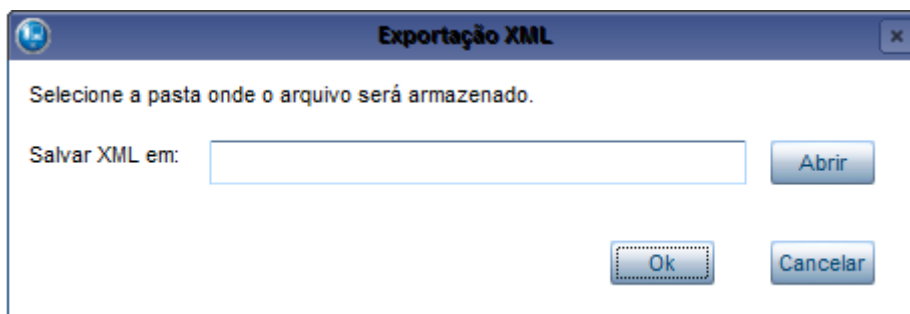 Exportação XML
Selecione a pasta onde o arquivo será armazenado.
Salvar XML em:
Abrir
Ok
Cancelar